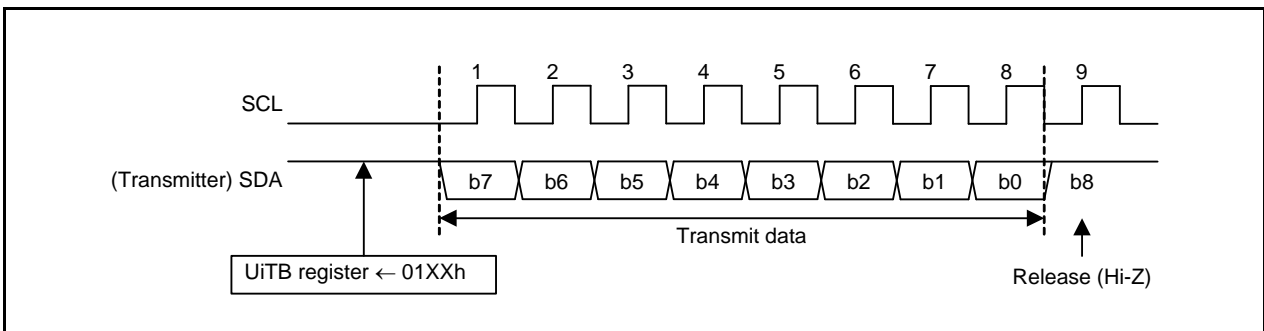 1 2 3 4 5 6 7 8 9
SCL
(Transmitter) SDA
b7 b6 b5 b4 b3 b2 b1 b0 b8
Transmit data
UiTB register ← 01XXh
Release (Hi-Z)